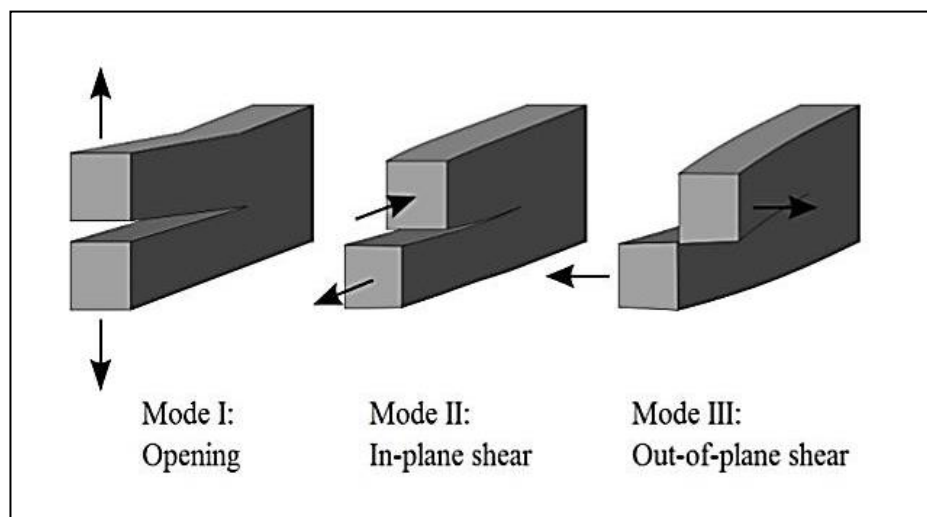 Mode I:
Opening
Mode II:
In-plane shear
Mode III:
Out-of-plane shear